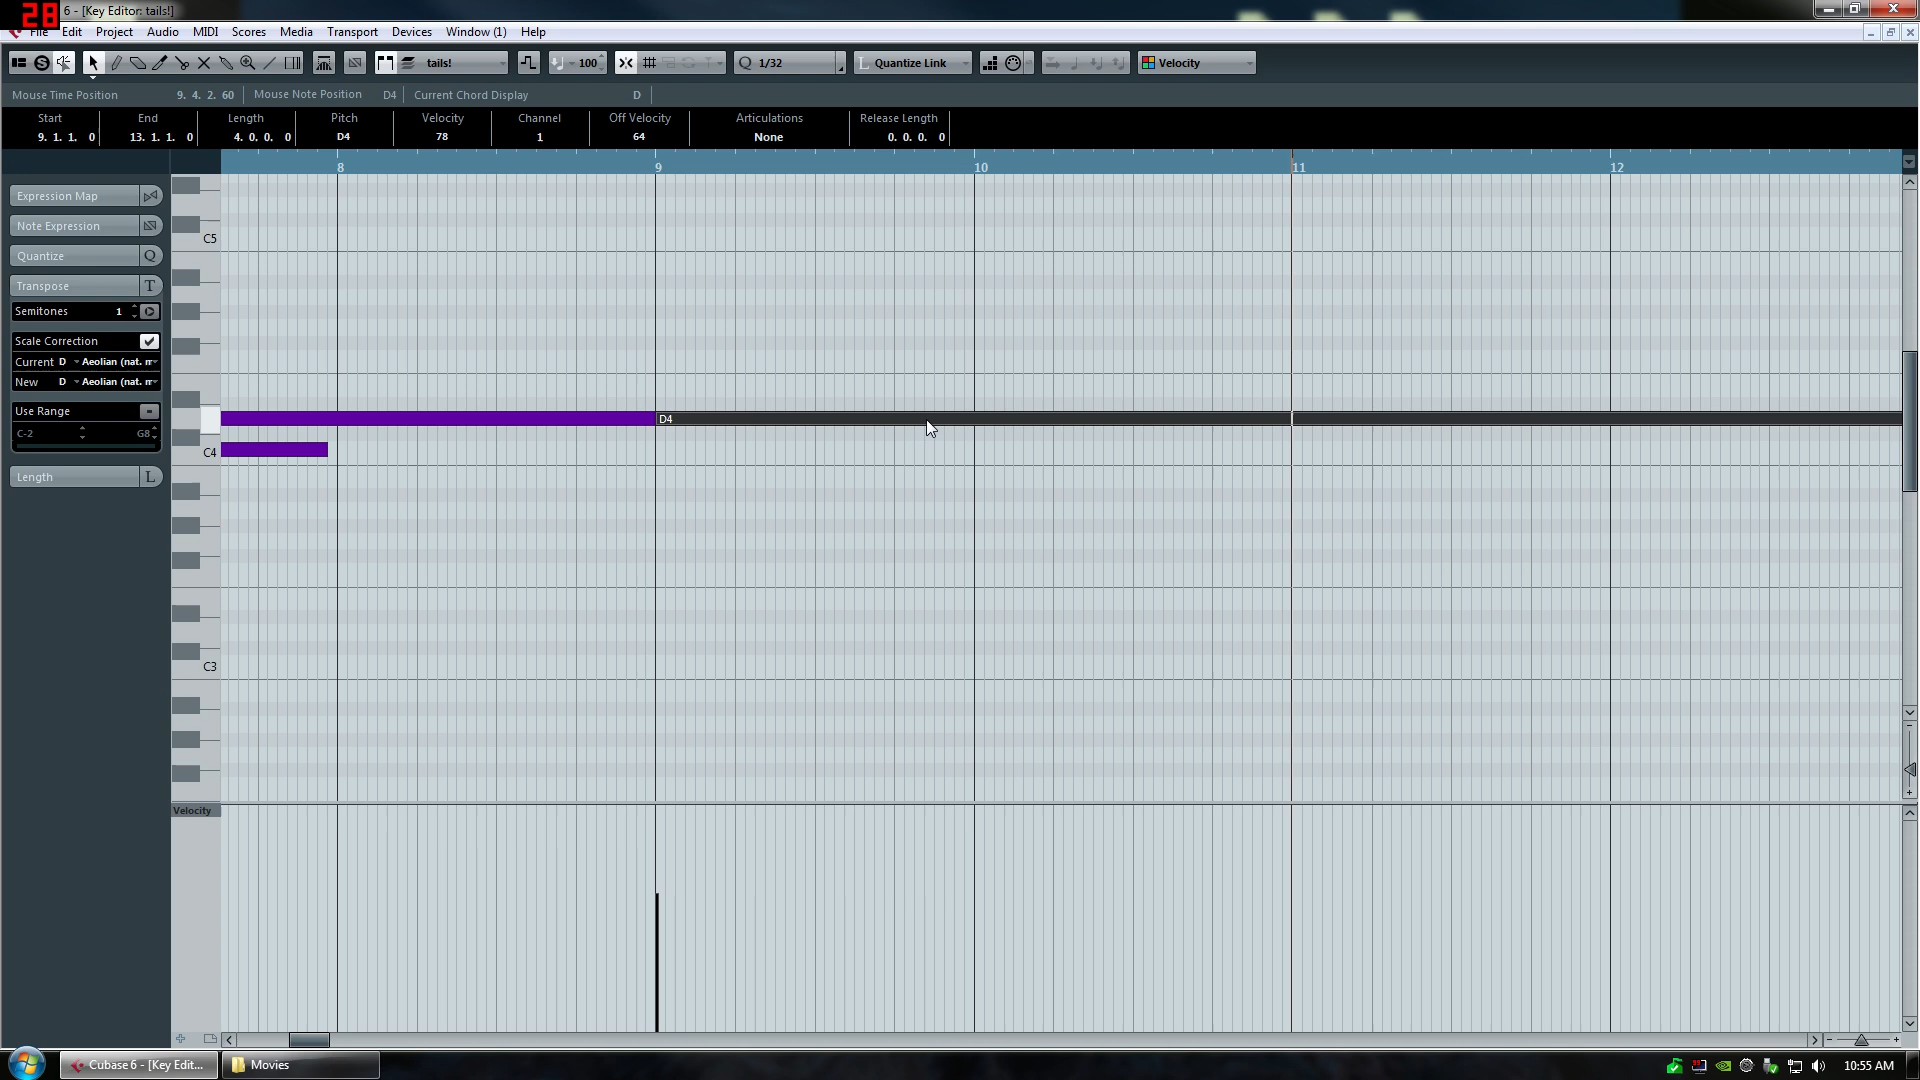 28
6 - [Key Editor: tails!]
File Edit Project Audio MIDI Scores Media Transport Devices Window (1) Help
S tails! 100 Q 1/32 L Quantize Link Velocity
Mouse Time Position 9. 4. 2. 60 Mouse Note Position D4 Current Chord Display D
Start End Length Pitch Velocity Channel Off Velocity Articulations Release Length
9. 1. 1. 0 13. 1. 1. 0 4. 0. 0. 0 D4 78 1 64 None 0. 0. 0. 0
8 9 10 11 12
Expression Map
Note Expression
C5
Quantize Q
Transpose T
Semitones 1
Scale Correction
Current D Aeolian (nat. m
New D Aeolian (nat. m
Use Range
D4
C-2 G8
C4
Length L
C3
Velocity
Cubase 6 - [Key Edit...
Movies
10:55 AM